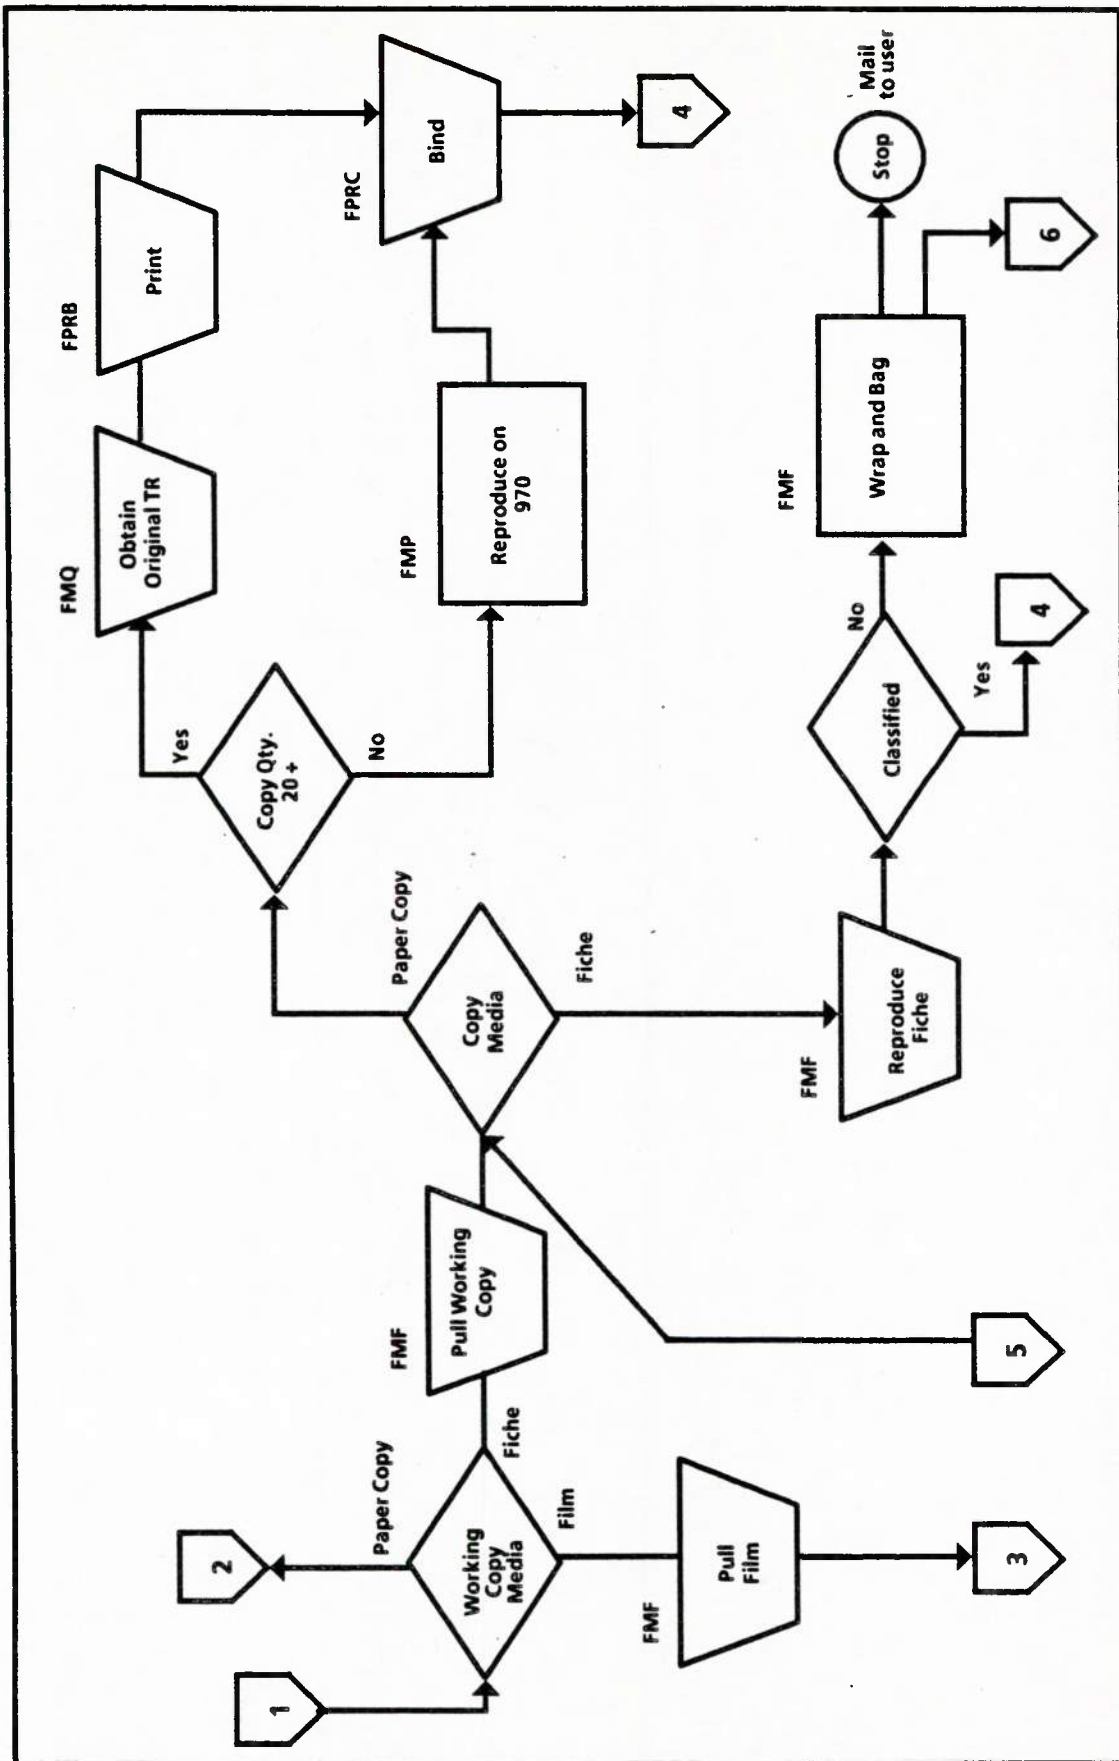 1
2
Working
Copy
Media
Paper Copy
Fiche
Film
FMF
Pull
Film
3
FMF
Pull Working
Copy
5
Copy
Media
Paper Copy
Fiche
Copy Qty.
20 +
Yes
No
FMQ
Obtain
Original TR
FPRB
Print
FMP
Reproduce on
970
FPRC
Bind
4
FMF
Reproduce
Fiche
Classified
No
Yes
4
FMF
Wrap and Bag
Stop
Mail
to user
6